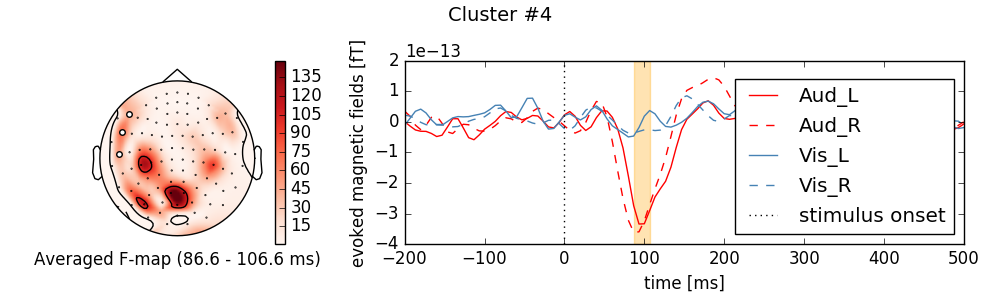 Cluster #4
135
120
105
90
75
60
45
30
15
Averaged F-map (86.6 - 106.6 ms)
1e−13
evoked magnetic fields [fT]
2
1
0
−1
−2
−3
−4
−200 −100 0 100 200 300 400 500
time [ms]
Aud_L
Aud_R
Vis_L
Vis_R
stimulus onset